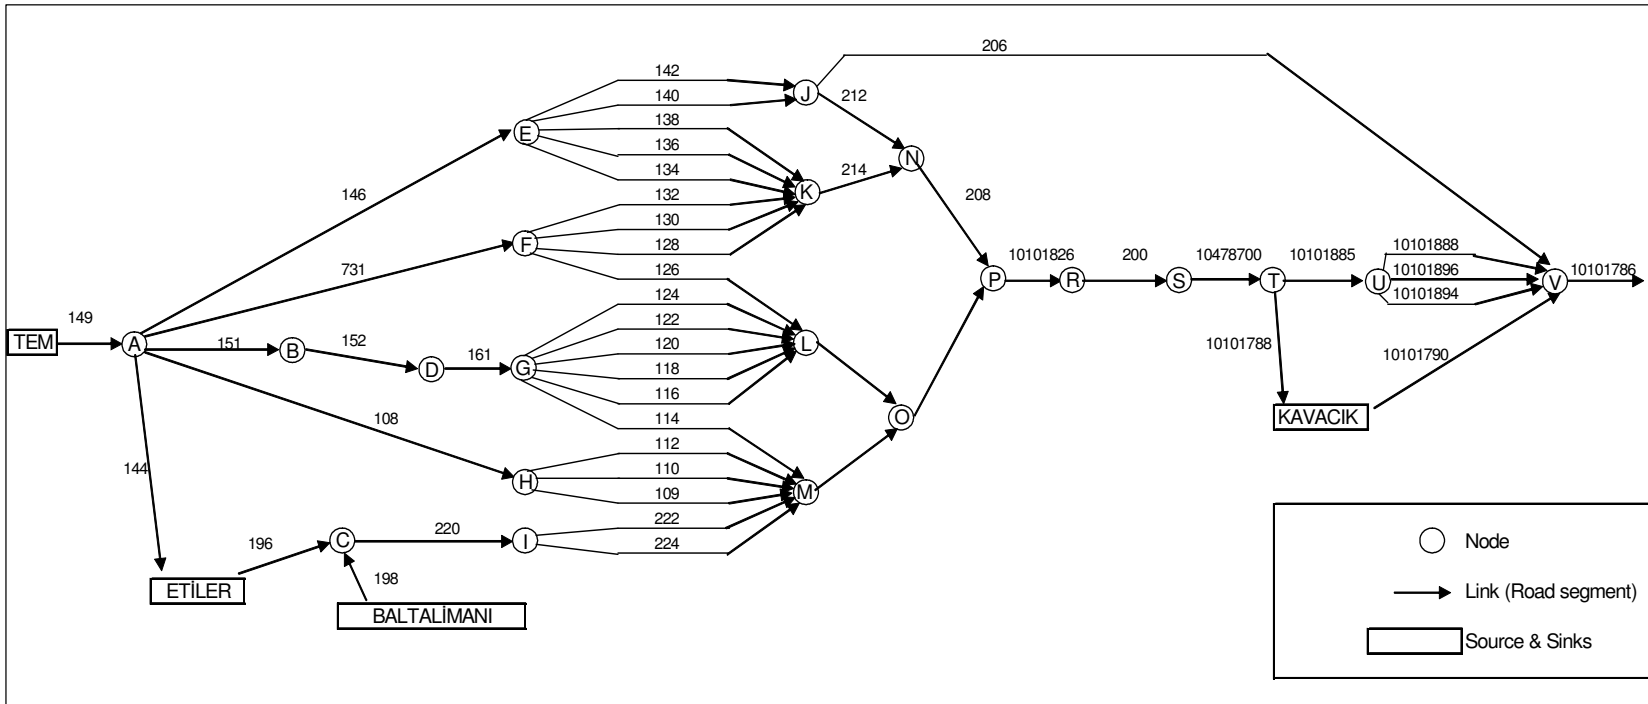 206
142
J
140
212
138
E
136
N
134
214
K
146
132
208
130
F
128
731
126
10101826
200
10478700
10101885
10101888
10101896
10101894
10101786
P
R
S
T
U
V
124
122
149
151
152
161
120
L
TEM
A
B
D
G
118
116
10101788
10101790
114
O
KAVACIK
108
112
144
H
110
109
M
222
224
196
C
220
I
198
ETİLER
BALTALİMANI
Node
Link (Road segment)
Source & Sinks